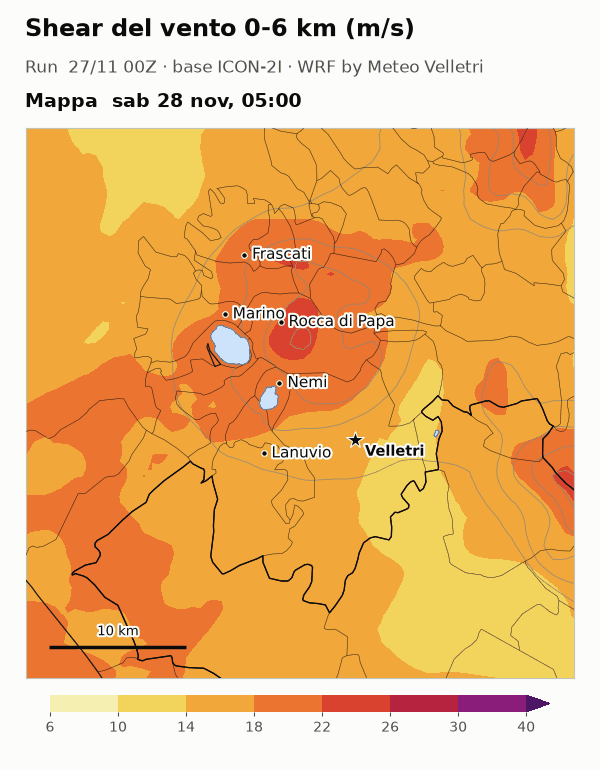 Shear del vento 0-6 km (m/s)
Run  27/11 00Z · base ICON-2I · WRF by Meteo Velletri
Mappa  sab 28 nov, 05:00
Frascati
Marino
Rocca di Papa
Nemi
Velletri
Lanuvio
10 km
6 10 14 18 22 26 30 40